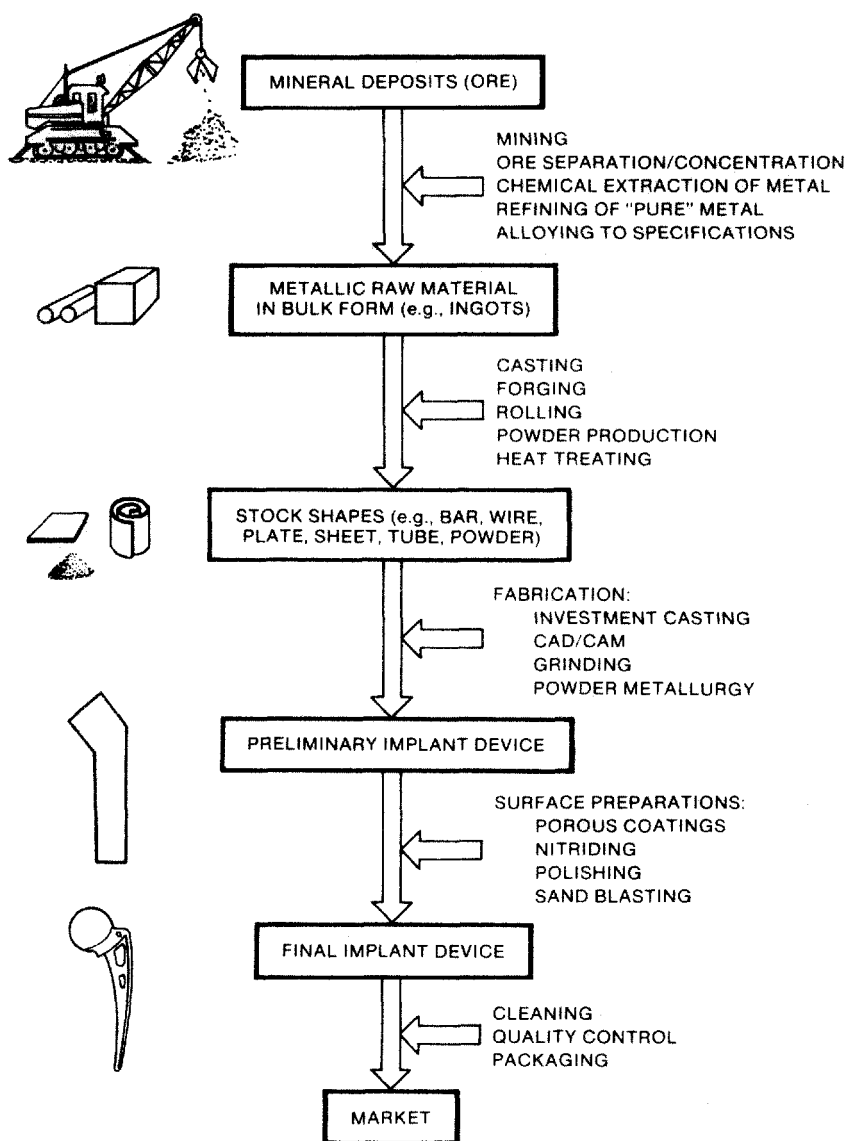 MINERAL DEPOSITS (ORE)
MINING
ORE SEPARATION/CONCENTRATION
CHEMICAL EXTRACTION OF METAL
REFINING OF "PURE" METAL
ALLOYING TO SPECIFICATIONS
METALLIC RAW MATERIAL
IN BULK FORM (e.g., INGOTS)
CASTING
FORGING
ROLLING
POWDER PRODUCTION
HEAT TREATING
STOCK SHAPES (e.g., BAR, WIRE,
PLATE, SHEET, TUBE, POWDER)
FABRICATION:
INVESTMENT CASTING
CAD/CAM
GRINDING
POWDER METALLURGY
PRELIMINARY IMPLANT DEVICE
SURFACE PREPARATIONS:
POROUS COATINGS
NITRIDING
POLISHING
SAND BLASTING
FINAL IMPLANT DEVICE
CLEANING
QUALITY CONTROL
PACKAGING
MARKET